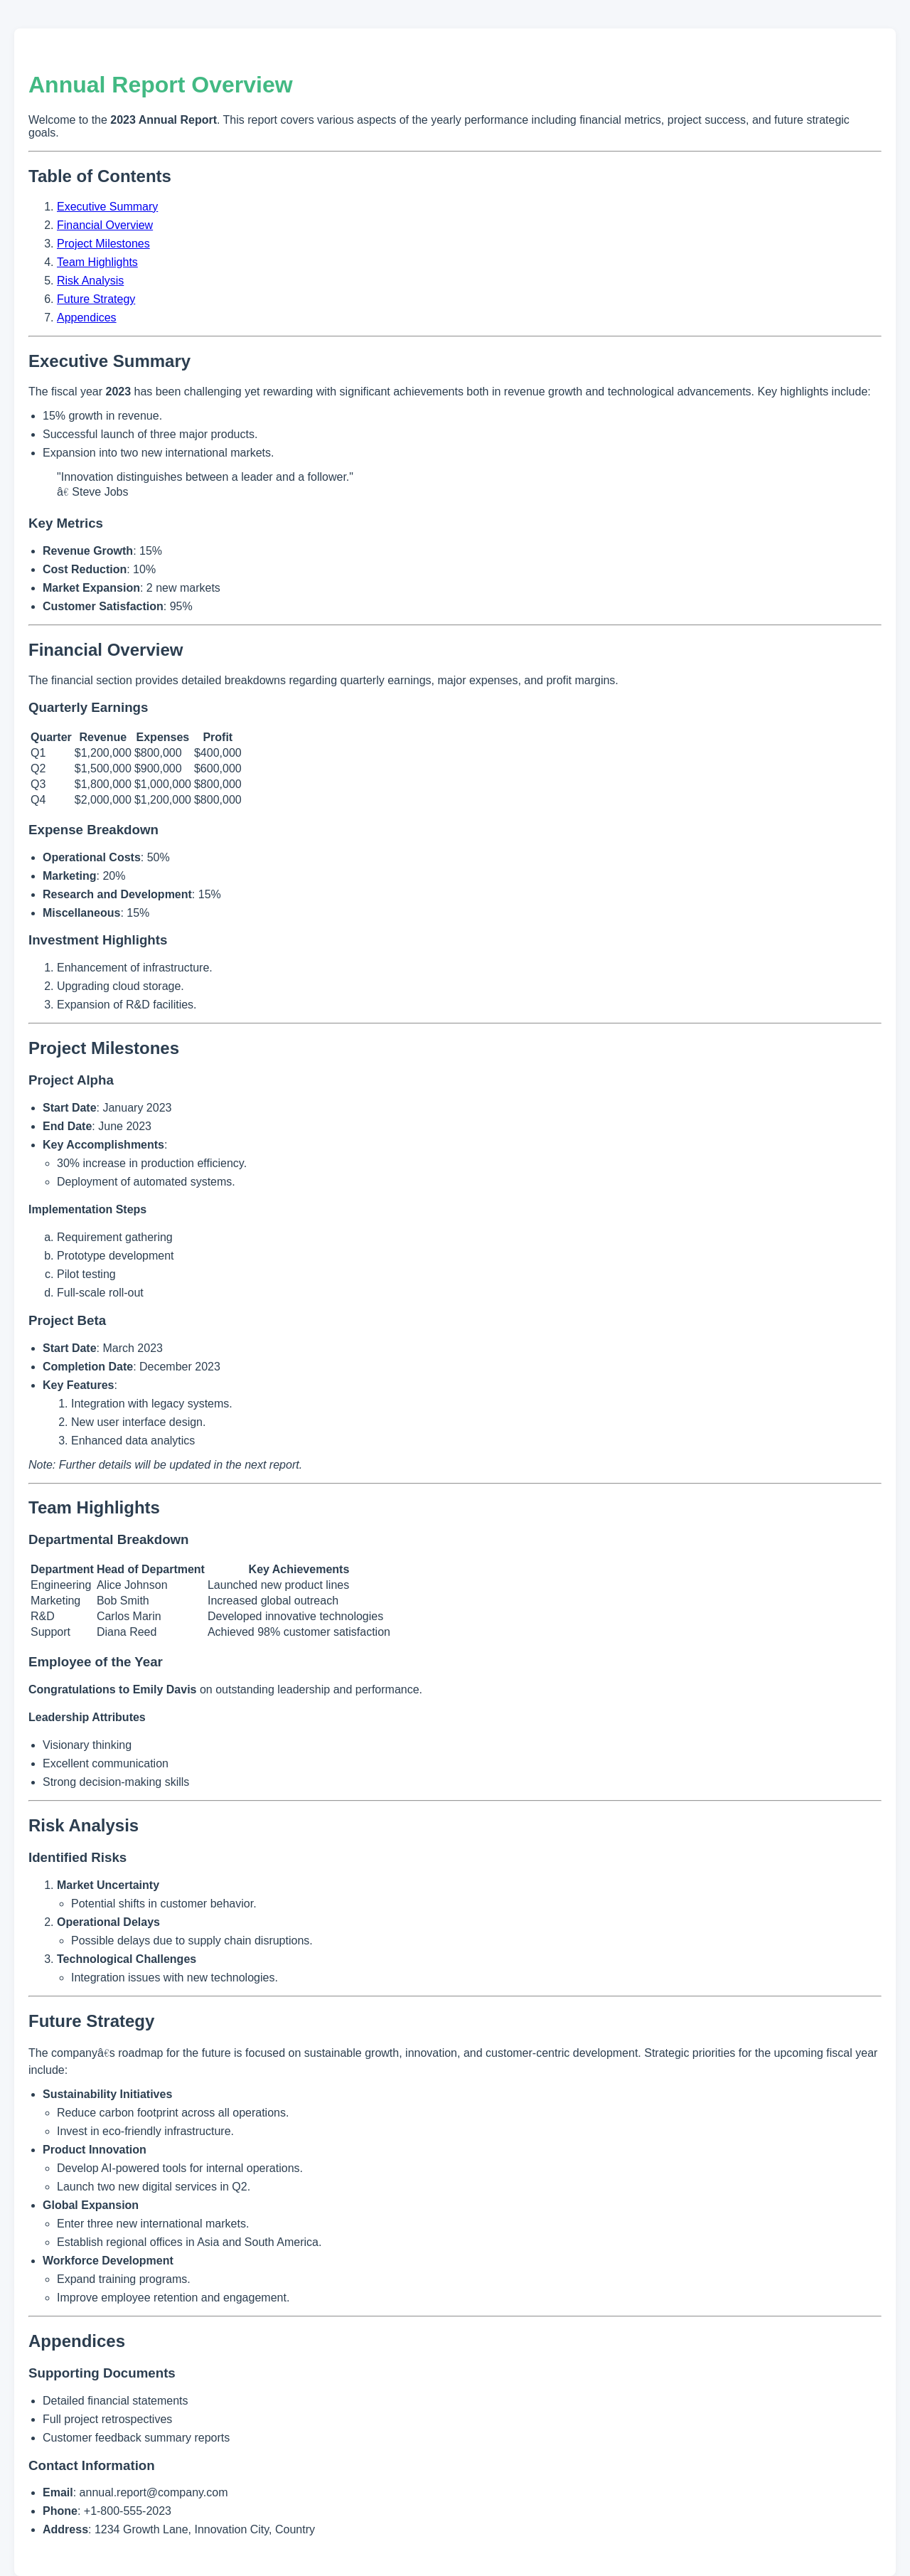 Annual Report Overview
Welcome to the 2023 Annual Report. This report covers various aspects of the yearly performance including financial metrics, project success, and future strategic
goals.
Table of Contents
1. Executive Summary
2. Financial Overview
3. Project Milestones
4. Team Highlights
5. Risk Analysis
6. Future Strategy
7. Appendices
Executive Summary
The fiscal year 2023 has been challenging yet rewarding with significant achievements both in revenue growth and technological advancements. Key highlights include:
• 15% growth in revenue.
• Successful launch of three major products.
• Expansion into two new international markets.
"Innovation distinguishes between a leader and a follower."
â€ Steve Jobs
Key Metrics
• Revenue Growth: 15%
• Cost Reduction: 10%
• Market Expansion: 2 new markets
• Customer Satisfaction: 95%
Financial Overview
The financial section provides detailed breakdowns regarding quarterly earnings, major expenses, and profit margins.
Quarterly Earnings
Quarter Revenue Expenses Profit
Q1 $1,200,000 $800,000 $400,000
Q2 $1,500,000 $900,000 $600,000
Q3 $1,800,000 $1,000,000 $800,000
Q4 $2,000,000 $1,200,000 $800,000
Expense Breakdown
• Operational Costs: 50%
• Marketing: 20%
• Research and Development: 15%
• Miscellaneous: 15%
Investment Highlights
1. Enhancement of infrastructure.
2. Upgrading cloud storage.
3. Expansion of R&D facilities.
Project Milestones
Project Alpha
• Start Date: January 2023
• End Date: June 2023
• Key Accomplishments:
◦ 30% increase in production efficiency.
◦ Deployment of automated systems.
Implementation Steps
a. Requirement gathering
b. Prototype development
c. Pilot testing
d. Full-scale roll-out
Project Beta
• Start Date: March 2023
• Completion Date: December 2023
• Key Features:
1. Integration with legacy systems.
2. New user interface design.
3. Enhanced data analytics
Note: Further details will be updated in the next report.
Team Highlights
Departmental Breakdown
Department Head of Department Key Achievements
Engineering Alice Johnson Launched new product lines
Marketing Bob Smith Increased global outreach
R&D Carlos Marin Developed innovative technologies
Support Diana Reed Achieved 98% customer satisfaction
Employee of the Year
Congratulations to Emily Davis on outstanding leadership and performance.
Leadership Attributes
• Visionary thinking
• Excellent communication
• Strong decision-making skills
Risk Analysis
Identified Risks
1. Market Uncertainty
◦ Potential shifts in customer behavior.
2. Operational Delays
◦ Possible delays due to supply chain disruptions.
3. Technological Challenges
◦ Integration issues with new technologies.
Future Strategy
The companyâ€s roadmap for the future is focused on sustainable growth, innovation, and customer-centric development. Strategic priorities for the upcoming fiscal year
include:
• Sustainability Initiatives
◦ Reduce carbon footprint across all operations.
◦ Invest in eco-friendly infrastructure.
• Product Innovation
◦ Develop AI-powered tools for internal operations.
◦ Launch two new digital services in Q2.
• Global Expansion
◦ Enter three new international markets.
◦ Establish regional offices in Asia and South America.
• Workforce Development
◦ Expand training programs.
◦ Improve employee retention and engagement.
Appendices
Supporting Documents
• Detailed financial statements
• Full project retrospectives
• Customer feedback summary reports
Contact Information
• Email: annual.report@company.com
• Phone: +1-800-555-2023
• Address: 1234 Growth Lane, Innovation City, Country